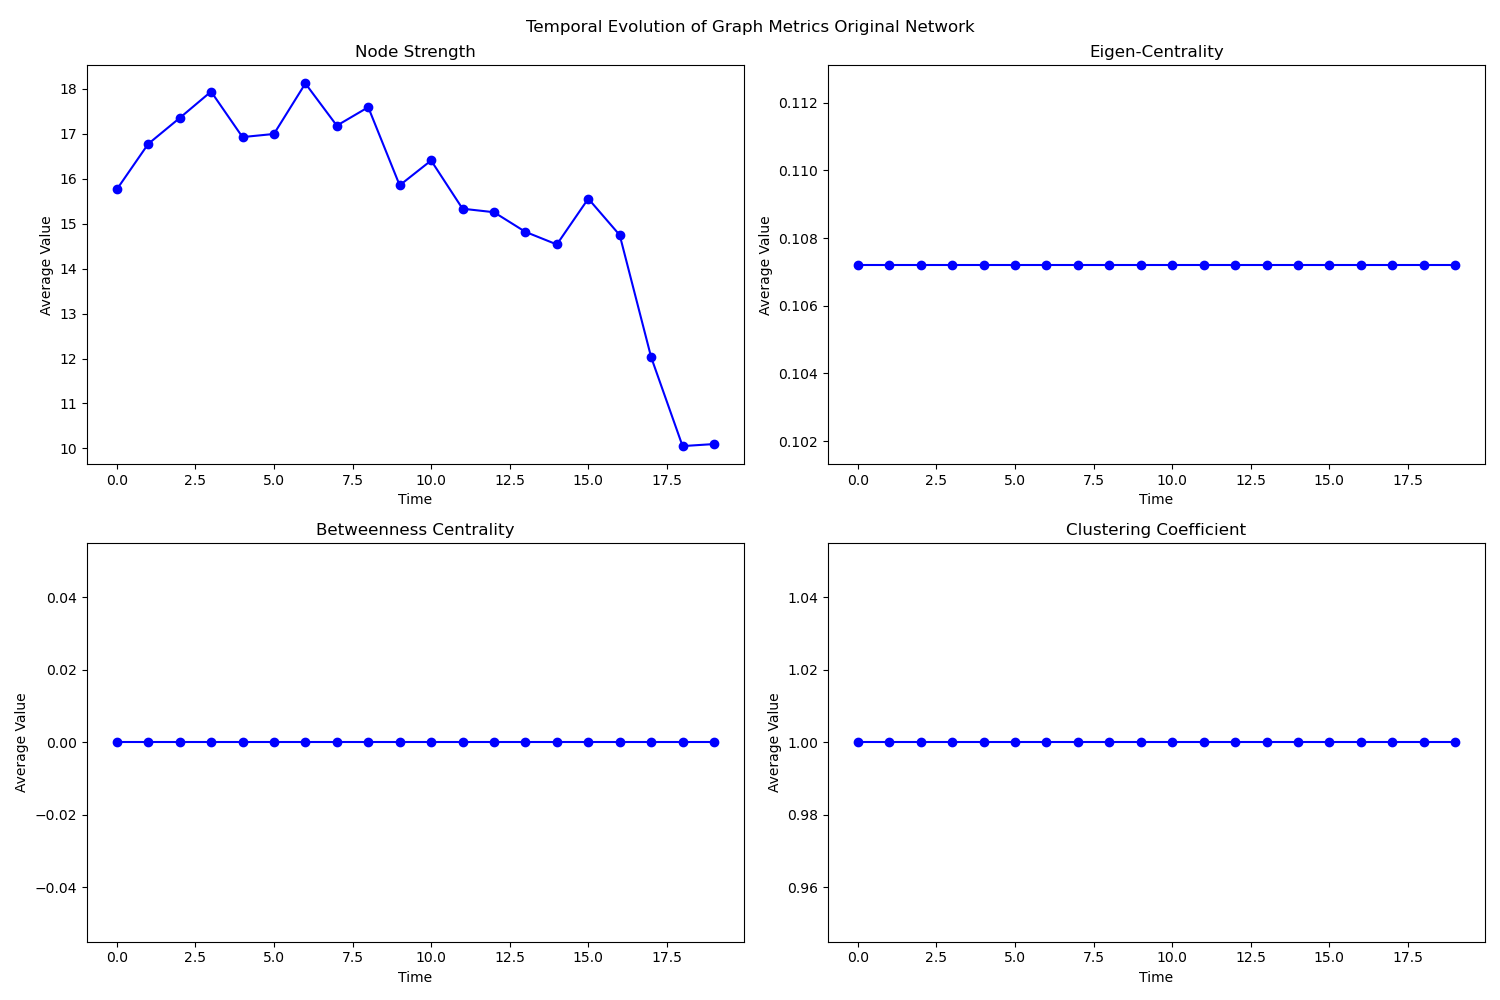 Temporal Evolution of Graph Metrics Original Network
Node Strength
Average Value
18
17
16
15
14
13
12
11
10
0.0 2.5 5.0 7.5 10.0 12.5 15.0 17.5
Time
Eigen-Centrality
Average Value
0.112
0.110
0.108
0.106
0.104
0.102
0.0 2.5 5.0 7.5 10.0 12.5 15.0 17.5
Time
Betweenness Centrality
Average Value
0.04
0.02
0.00
−0.02
−0.04
0.0 2.5 5.0 7.5 10.0 12.5 15.0 17.5
Time
Clustering Coefficient
Average Value
1.04
1.02
1.00
0.98
0.96
0.0 2.5 5.0 7.5 10.0 12.5 15.0 17.5
Time